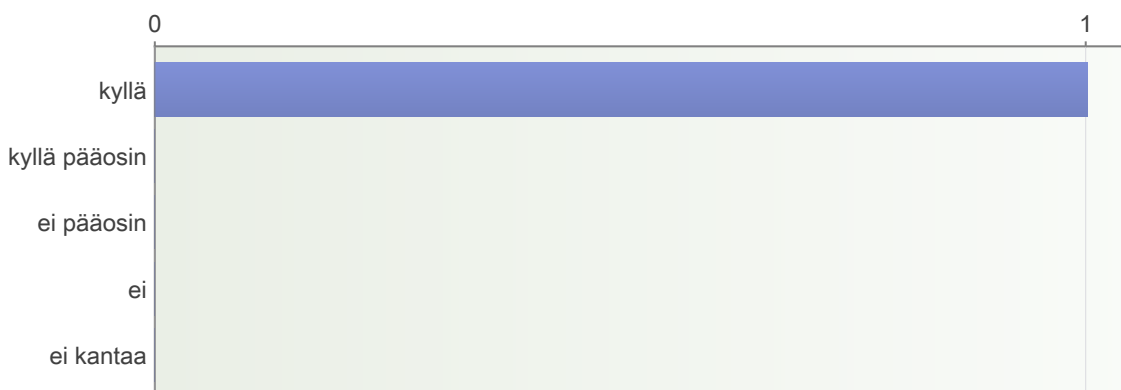 0 1
kyllä
kyllä pääosin
ei pääosin
ei
ei kantaa